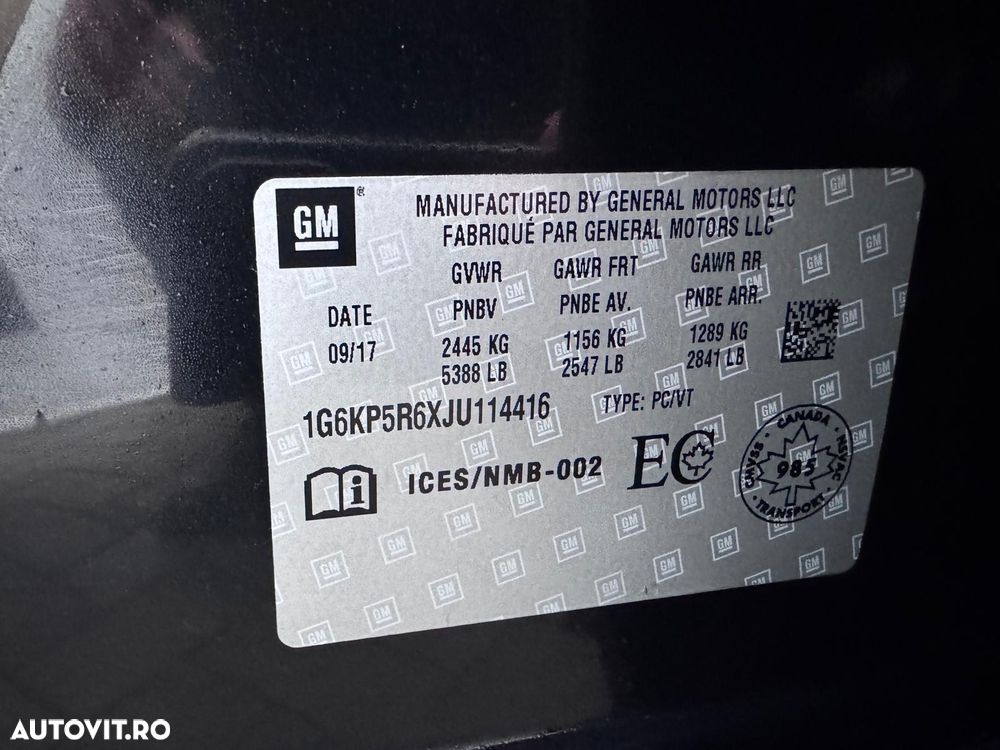 GM
MANUFACTURED BY GENERAL MOTORS LLC
FABRIQUÉ PAR GENERAL MOTORS LLC
GVWR GAWR FRT GAWR RR
DATE PNBV PNBE AV. PNBE ARR.
09/17 2445 KG 1156 KG 1289 KG
5388 LB 2547 LB 2841 LB
1G6KP5R6XJU114416 TYPE: PC/VT
i ICES/NMB-002 EC
CANADA
CMVSS 985 NSVAC
TRANSPORT
AUTOVIT.RO